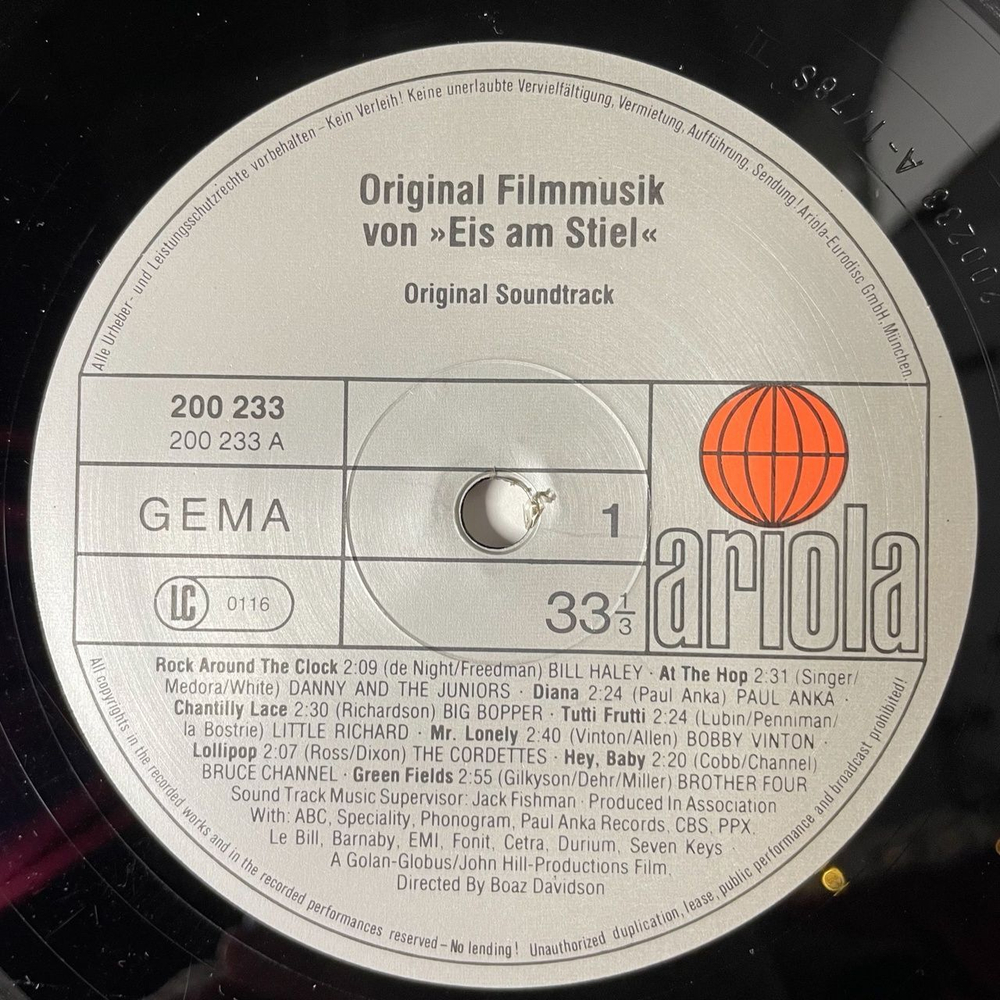 Alle Urheber- und Leistungsschutzrechte vorbehalten – Kein Verleih! Keine unerlaubte Vervielfältigung, Vermietung, Aufführung, Sendung! Ariola-Eurodisc GmbH, München.
Original Filmmusik
von »Eis am Stiel«
Original Soundtrack
200 233
200 233 A
GEMA
1
LC 0116
33 1/3
ariola
Rock Around The Clock 2:09 (de Night/Freedman) BILL HALEY · At The Hop 2:31 (Singer/
Medora/White) DANNY AND THE JUNIORS · Diana 2:24 (Paul Anka) PAUL ANKA ·
Chantilly Lace 2:30 (Richardson) BIG BOPPER · Tutti Frutti 2:24 (Lubin/Penniman/
la Bostrie) LITTLE RICHARD · Mr. Lonely 2:40 (Vinton/Allen) BOBBY VINTON ·
Lollipop 2:07 (Ross/Dixon) THE CORDETTES · Hey, Baby 2:20 (Cobb/Channel)
BRUCE CHANNEL · Green Fields 2:55 (Gilkyson/Dehr/Miller) BROTHER FOUR
Sound Track Music Supervisor: Jack Fishman · Produced In Association
With: ABC, Speciality, Phonogram, Paul Anka Records, CBS, PPX,
Le Bill, Barnaby, EMI, Fonit, Cetra, Durium, Seven Keys ·
A Golan-Globus/John Hill-Productions Film,
Directed By Boaz Davidson
All copyrights in the recorded works and in the recorded performances reserved – No lending! Unauthorized duplication, lease, public performance and broadcast prohibited!
200233 A-1/78S